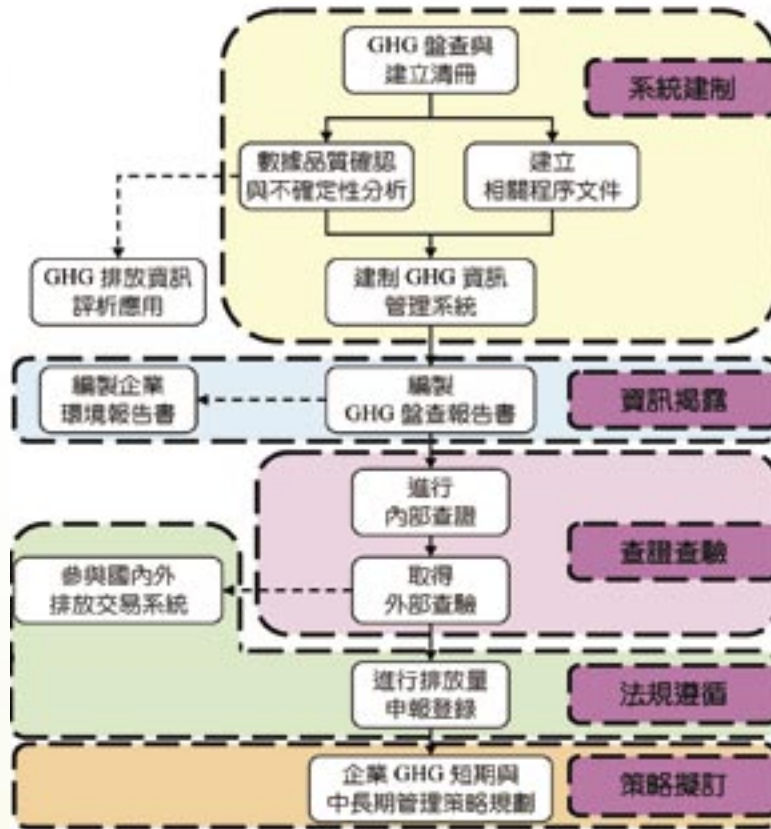 GHG 盤查與
建立清冊
系統建制
數據品質確認
與不確定性分析
建立
相關程序文件
GHG 排放資訊
評析應用
建制 GHG 資訊
管理系統
編製企業
環境報告書
編製
GHG 盤查報告書
資訊揭露
進行
內部查證
查證查驗
參與國內外
排放交易系統
取得
外部查驗
進行排放量
申報登錄
法規遵循
企業 GHG 短期與
中長期管理策略規劃
策略擬訂